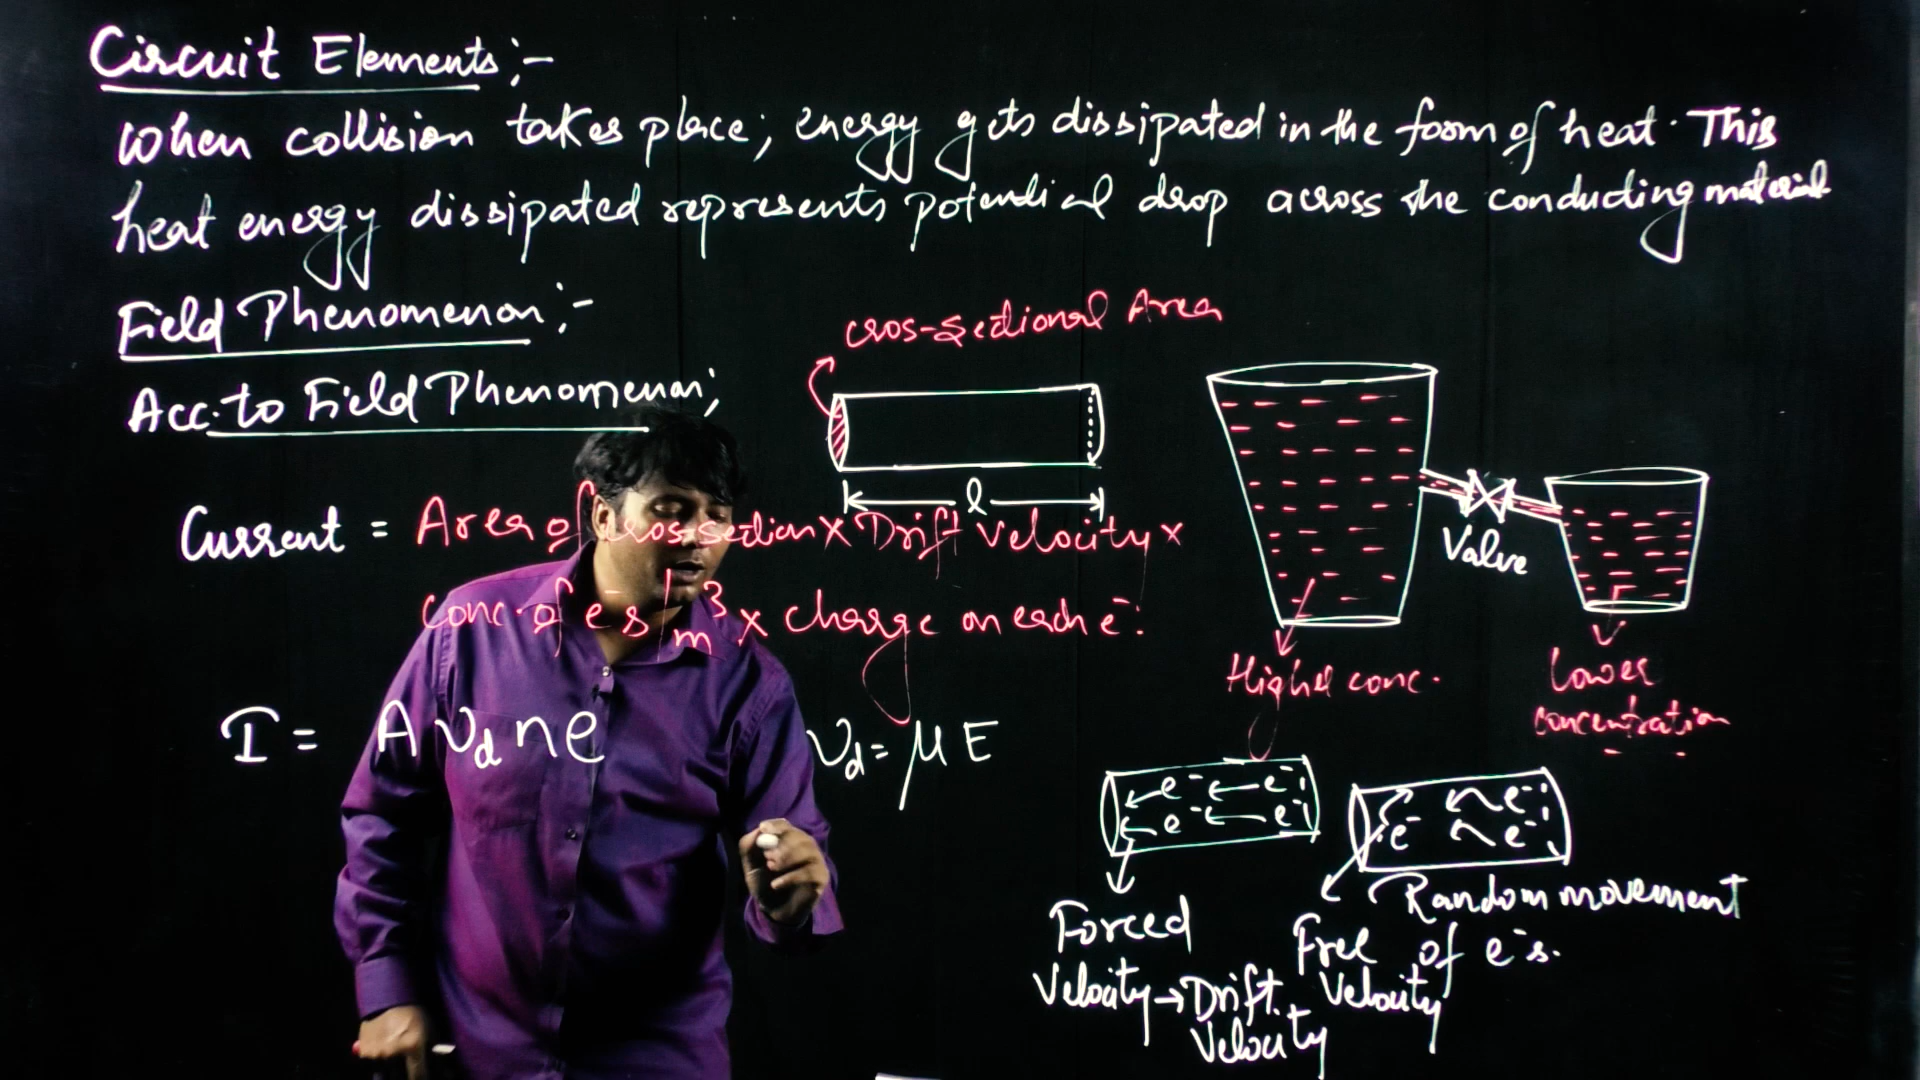 Circuit Elements:-
When collision takes place; energy gets dissipated in the form of heat. This
heat energy dissipated represents potential drop across the conducting material
Field Phenomenon:-
Acc. to Field Phenomenon;
cross-sectional Area
l
Current = Area of cross-section x Drift Velocity x
conc. of e⁻s/m³ x charge on each e⁻.
Valve
Higher conc.
Lower
concentration
I = A V_d n e
V_d = μ E
e⁻ e⁻
e⁻ e⁻
e⁻
e⁻ e⁻
Forced
Velocity → Drift
Velocity
Random movement
of e⁻s.
Free
Velocity